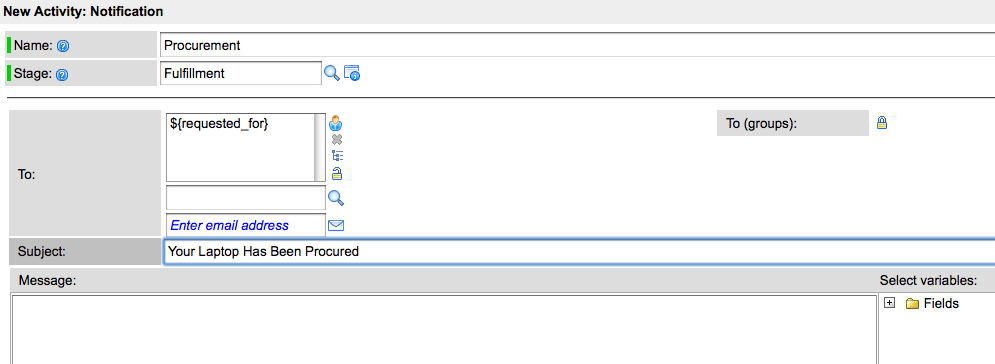 New Activity: Notification
Name:
Procurement
Stage:
Fulfillment
To:
${requested_for}
To (groups):
Enter email address
Subject:
Your Laptop Has Been Procured
Message:
Select variables:
Fields